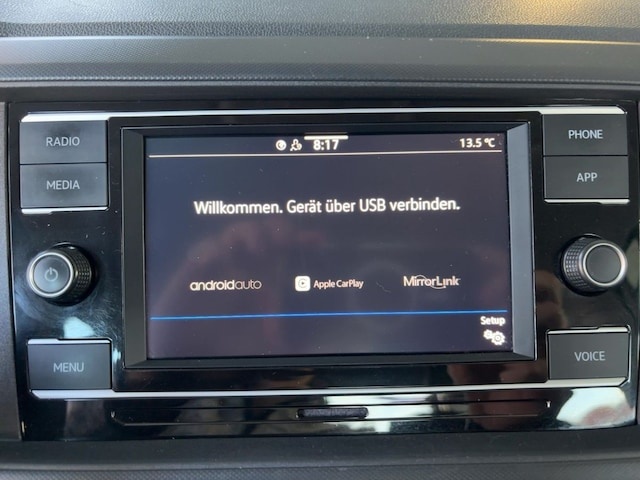 RADIO
MEDIA
MENU
8:17
13.5 °C
Willkommen. Gerät über USB verbinden.
androidauto
Apple CarPlay
MirrorLink
Setup
PHONE
APP
VOICE